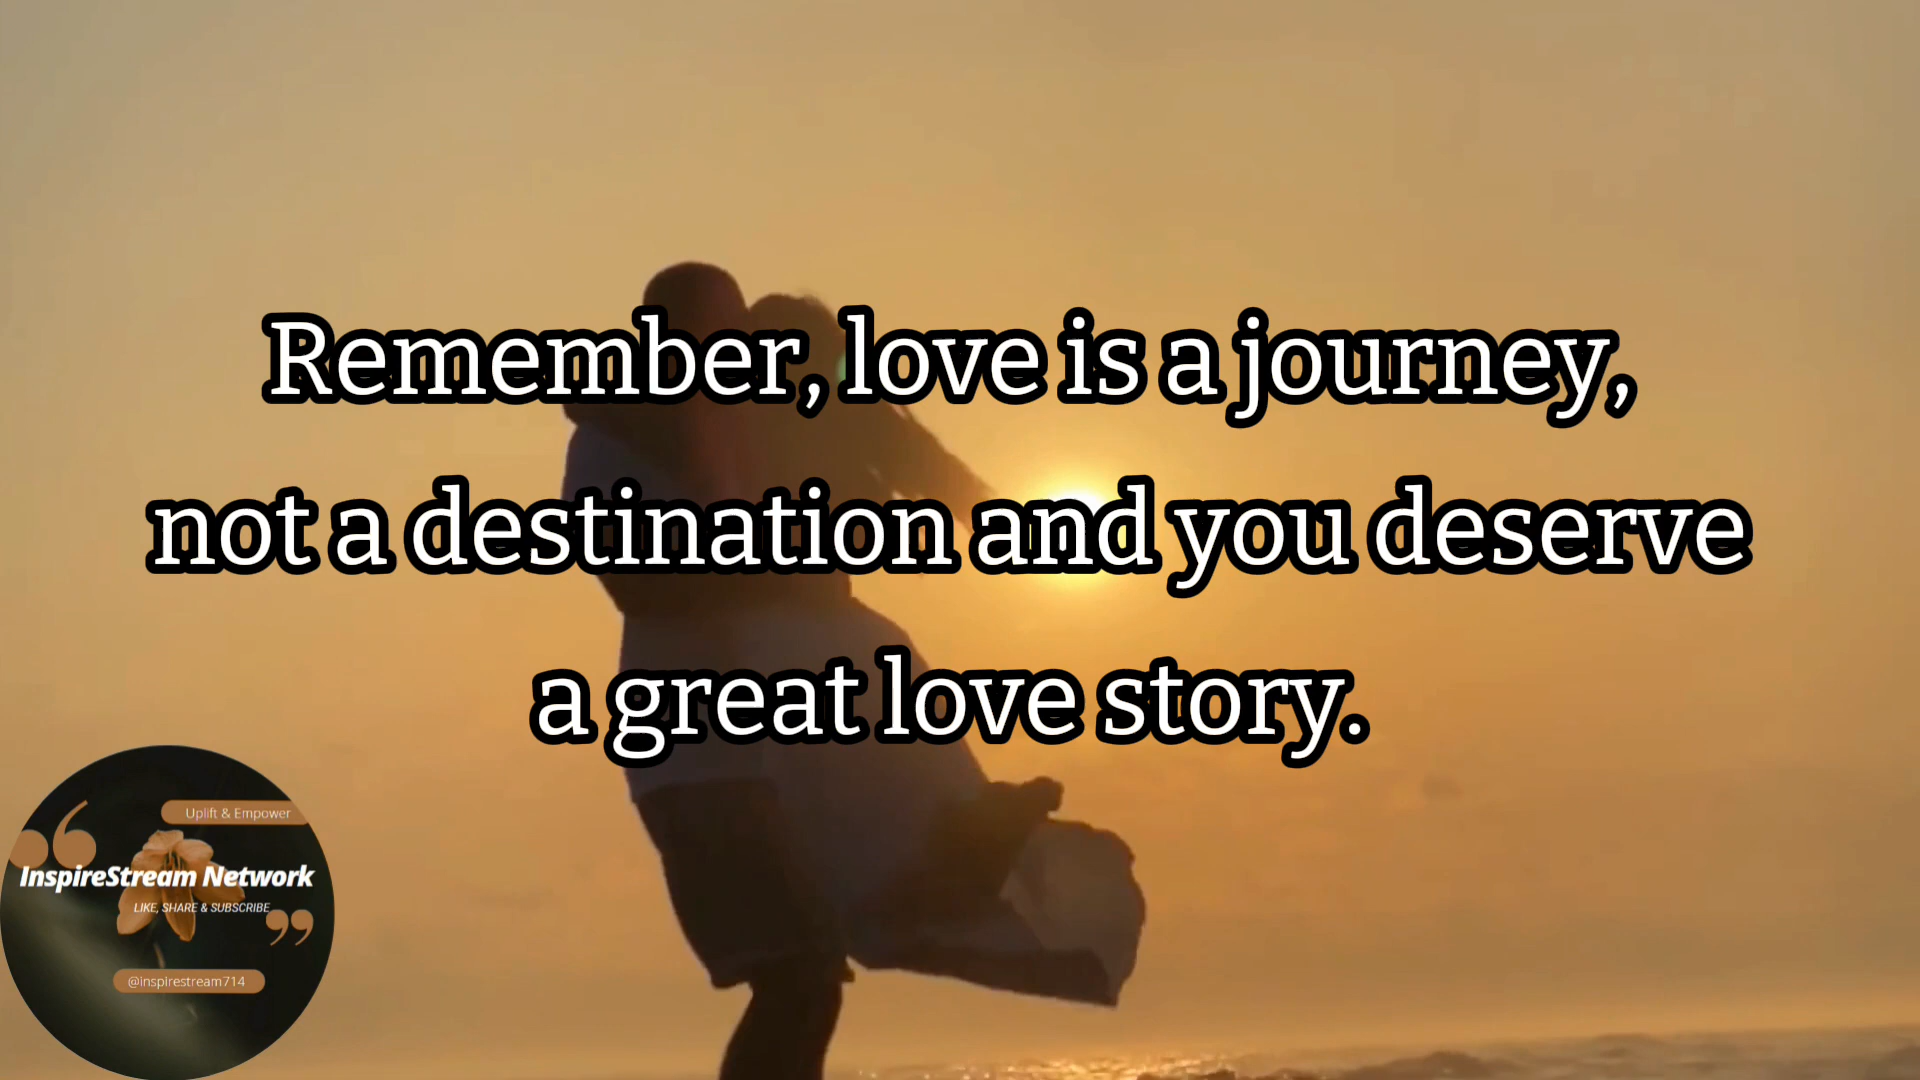 Remember, love is a journey,
not a destination and you deserve
a great love story.
Uplift & Empower
InspireStream Network
LIKE, SHARE & SUBSCRIBE
@inspirestream714